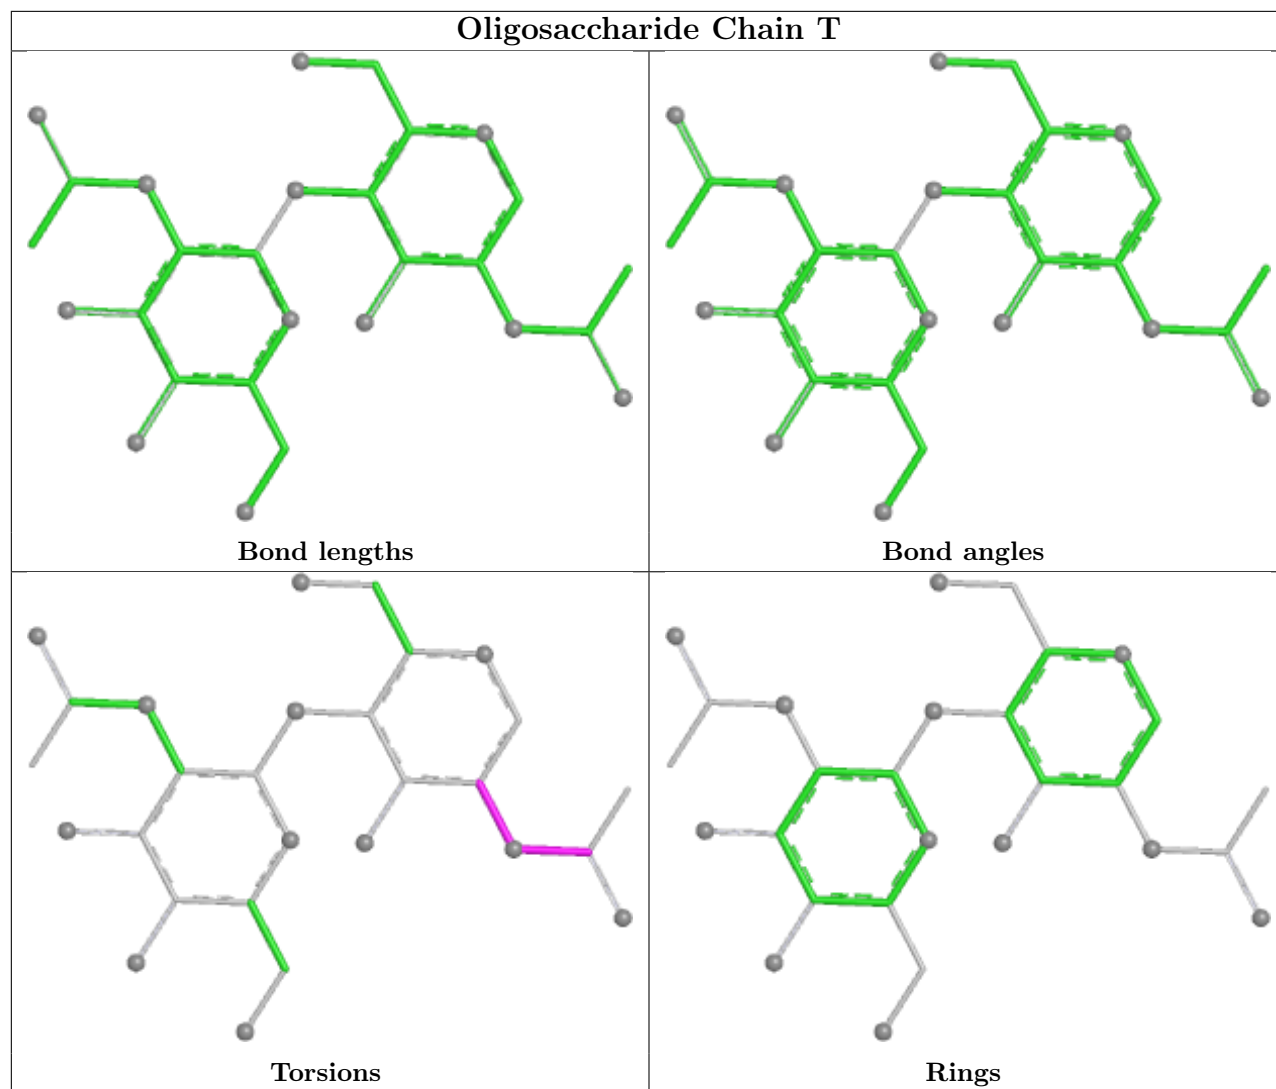 Oligosaccharide Chain T
Bond lengths
Bond angles
Torsions
Rings